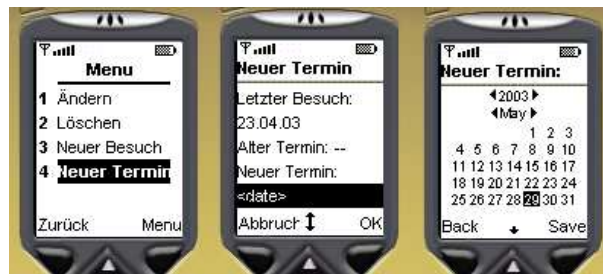 Menu
1 Ändern
2 Löschen
3 Neuer Besuch
4 Neuer Termin
Zurück Menu
Neuer Termin
Letzter Besuch:
23.04.03
Alter Termin: --
Neuer Termin:
<date>
Abbruch OK
Neuer Termin:
2003
May
1 2 3
4 5 6 7 8 9 10
11 12 13 14 15 16 17
18 19 20 21 22 23 24
25 26 27 28 29 30 31
Back Save